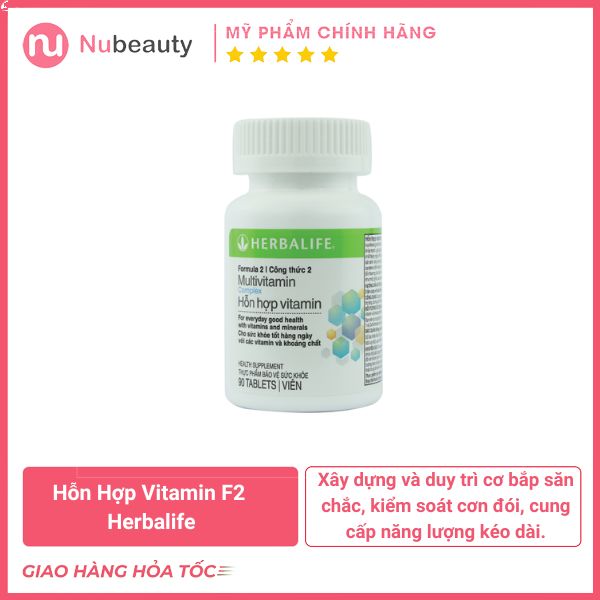 nu Nubeauty
MỸ PHẨM CHÍNH HÃNG
HERBALIFE
Formula 2 | Công thức 2
Multivitamin
Complex
Hỗn hợp vitamin
For everyday good health
with vitamins and minerals
Cho sức khỏe tốt hàng ngày
với các vitamin và khoáng chất
HEALTH SUPPLEMENT
THỰC PHẨM BẢO VỆ SỨC KHỎE
90 TABLETS | VIÊN
Hỗn Hợp Vitamin F2
Herbalife
Xây dựng và duy trì cơ bắp săn
chắc, kiểm soát cơn đói, cung
cấp năng lượng kéo dài.
GIAO HÀNG HỎA TỐC